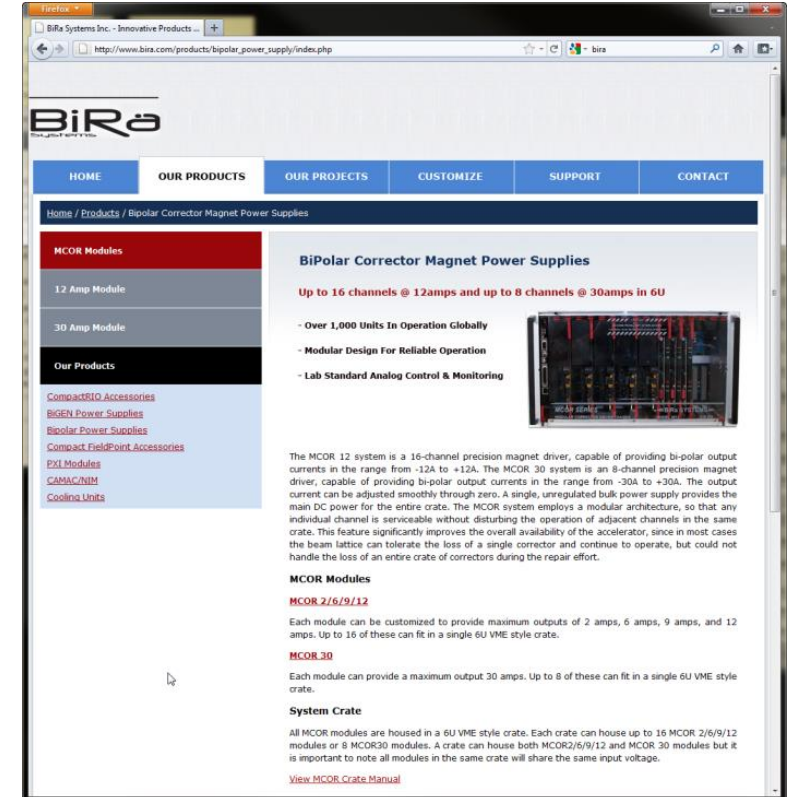 Firefox
BiRa Systems Inc. - Innovative Products ...
http://www.bira.com/products/bipolar_power_supply/index.php
bira
BiRa
Systems
HOME
OUR PRODUCTS
OUR PROJECTS
CUSTOMIZE
SUPPORT
CONTACT
Home / Products / Bipolar Corrector Magnet Power Supplies
MCOR Modules
12 Amp Module
30 Amp Module
Our Products
CompactRIO Accessories
BiGEN Power Supplies
Bipolar Power Supplies
Compact FieldPoint Accessories
PXI Modules
CAMAC/NIM
Cooling Units
BiPolar Corrector Magnet Power Supplies
Up to 16 channels @ 12amps and up to 8 channels @ 30amps in 6U
- Over 1,000 Units In Operation Globally
- Modular Design For Reliable Operation
- Lab Standard Analog Control & Monitoring
MCOR SERIES
BiRa SYSTEMS
The MCOR 12 system is a 16-channel precision magnet driver, capable of providing bi-polar output
currents in the range from -12A to +12A. The MCOR 30 system is an 8-channel precision magnet
driver, capable of providing bi-polar output currents in the range from -30A to +30A. The output
current can be adjusted smoothly through zero. A single, unregulated bulk power supply provides the
main DC power for the entire crate. The MCOR system employs a modular architecture, so that any
individual channel is serviceable without disturbing the operation of adjacent channels in the same
crate. This feature significantly improves the overall availability of the accelerator, since in most cases
the beam lattice can tolerate the loss of a single corrector and continue to operate, but could not
handle the loss of an entire crate of correctors during the repair effort.
MCOR Modules
MCOR 2/6/9/12
Each module can be customized to provide maximum outputs of 2 amps, 6 amps, 9 amps, and 12
amps. Up to 16 of these can fit in a single 6U VME style crate.
MCOR 30
Each module can provide a maximum output 30 amps. Up to 8 of these can fit in a single 6U VME style
crate.
System Crate
All MCOR modules are housed in a 6U VME style crate. Each crate can house up to 16 MCOR 2/6/9/12
modules or 8 MCOR30 modules. A crate can house both MCOR2/6/9/12 and MCOR 30 modules but it
is important to note all modules in the same crate will share the same input voltage.
View MCOR Crate Manual